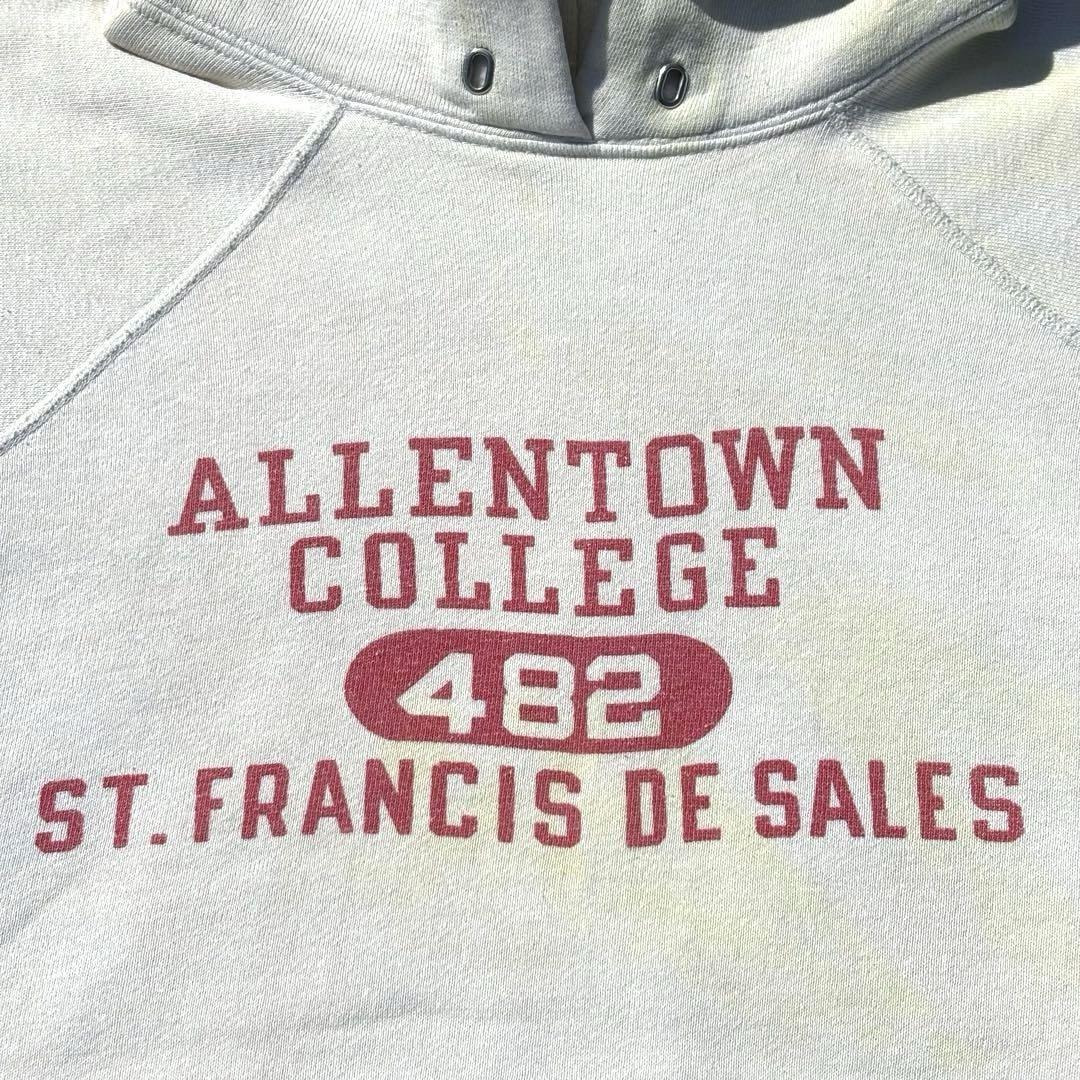 ALLENTOWN
COLLEGE
482
ST. FRANCIS DE SALES